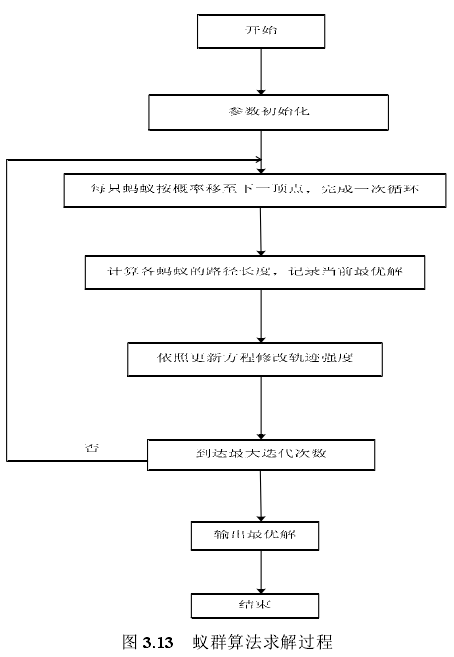 开始
参数初始化
每只蚂蚁按概率移至下一顶点，完成一次循环
计算各蚂蚁的路径长度，记录当前最优解
依照更新方程修改轨迹强度
否
到达最大迭代次数
输出最优解
结束
图 3.13 蚁群算法求解过程